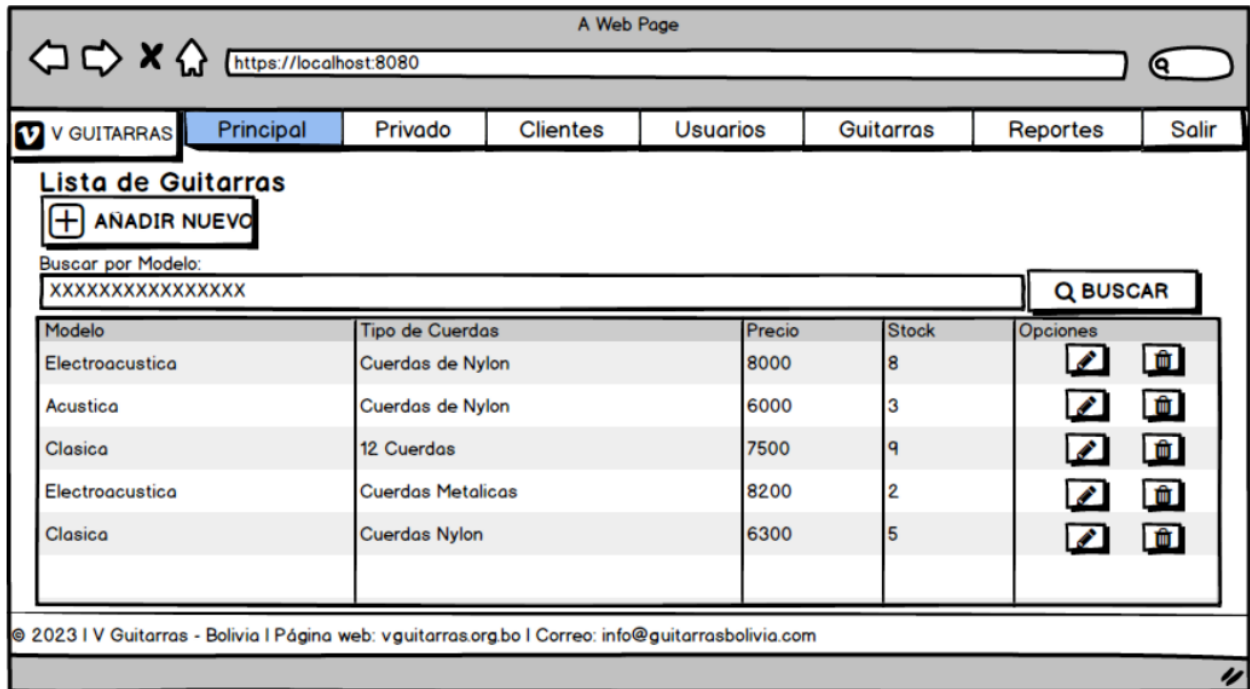 A Web Page
https://localhost:8080
V GUITARRAS Principal Privado Clientes Usuarios Guitarras Reportes Salir
Lista de Guitarras
AÑADIR NUEVO
Buscar por Modelo:
XXXXXXXXXXXXXXXX BUSCAR
Modelo Tipo de Cuerdas Precio Stock Opciones
Electroacustica Cuerdas de Nylon 8000 8
Acustica Cuerdas de Nylon 6000 3
Clasica 12 Cuerdas 7500 9
Electroacustica Cuerdas Metalicas 8200 2
Clasica Cuerdas Nylon 6300 5
© 2023 | V Guitarras - Bolivia | Página web: vguitarras.org.bo | Correo: info@guitarrasbolivia.com